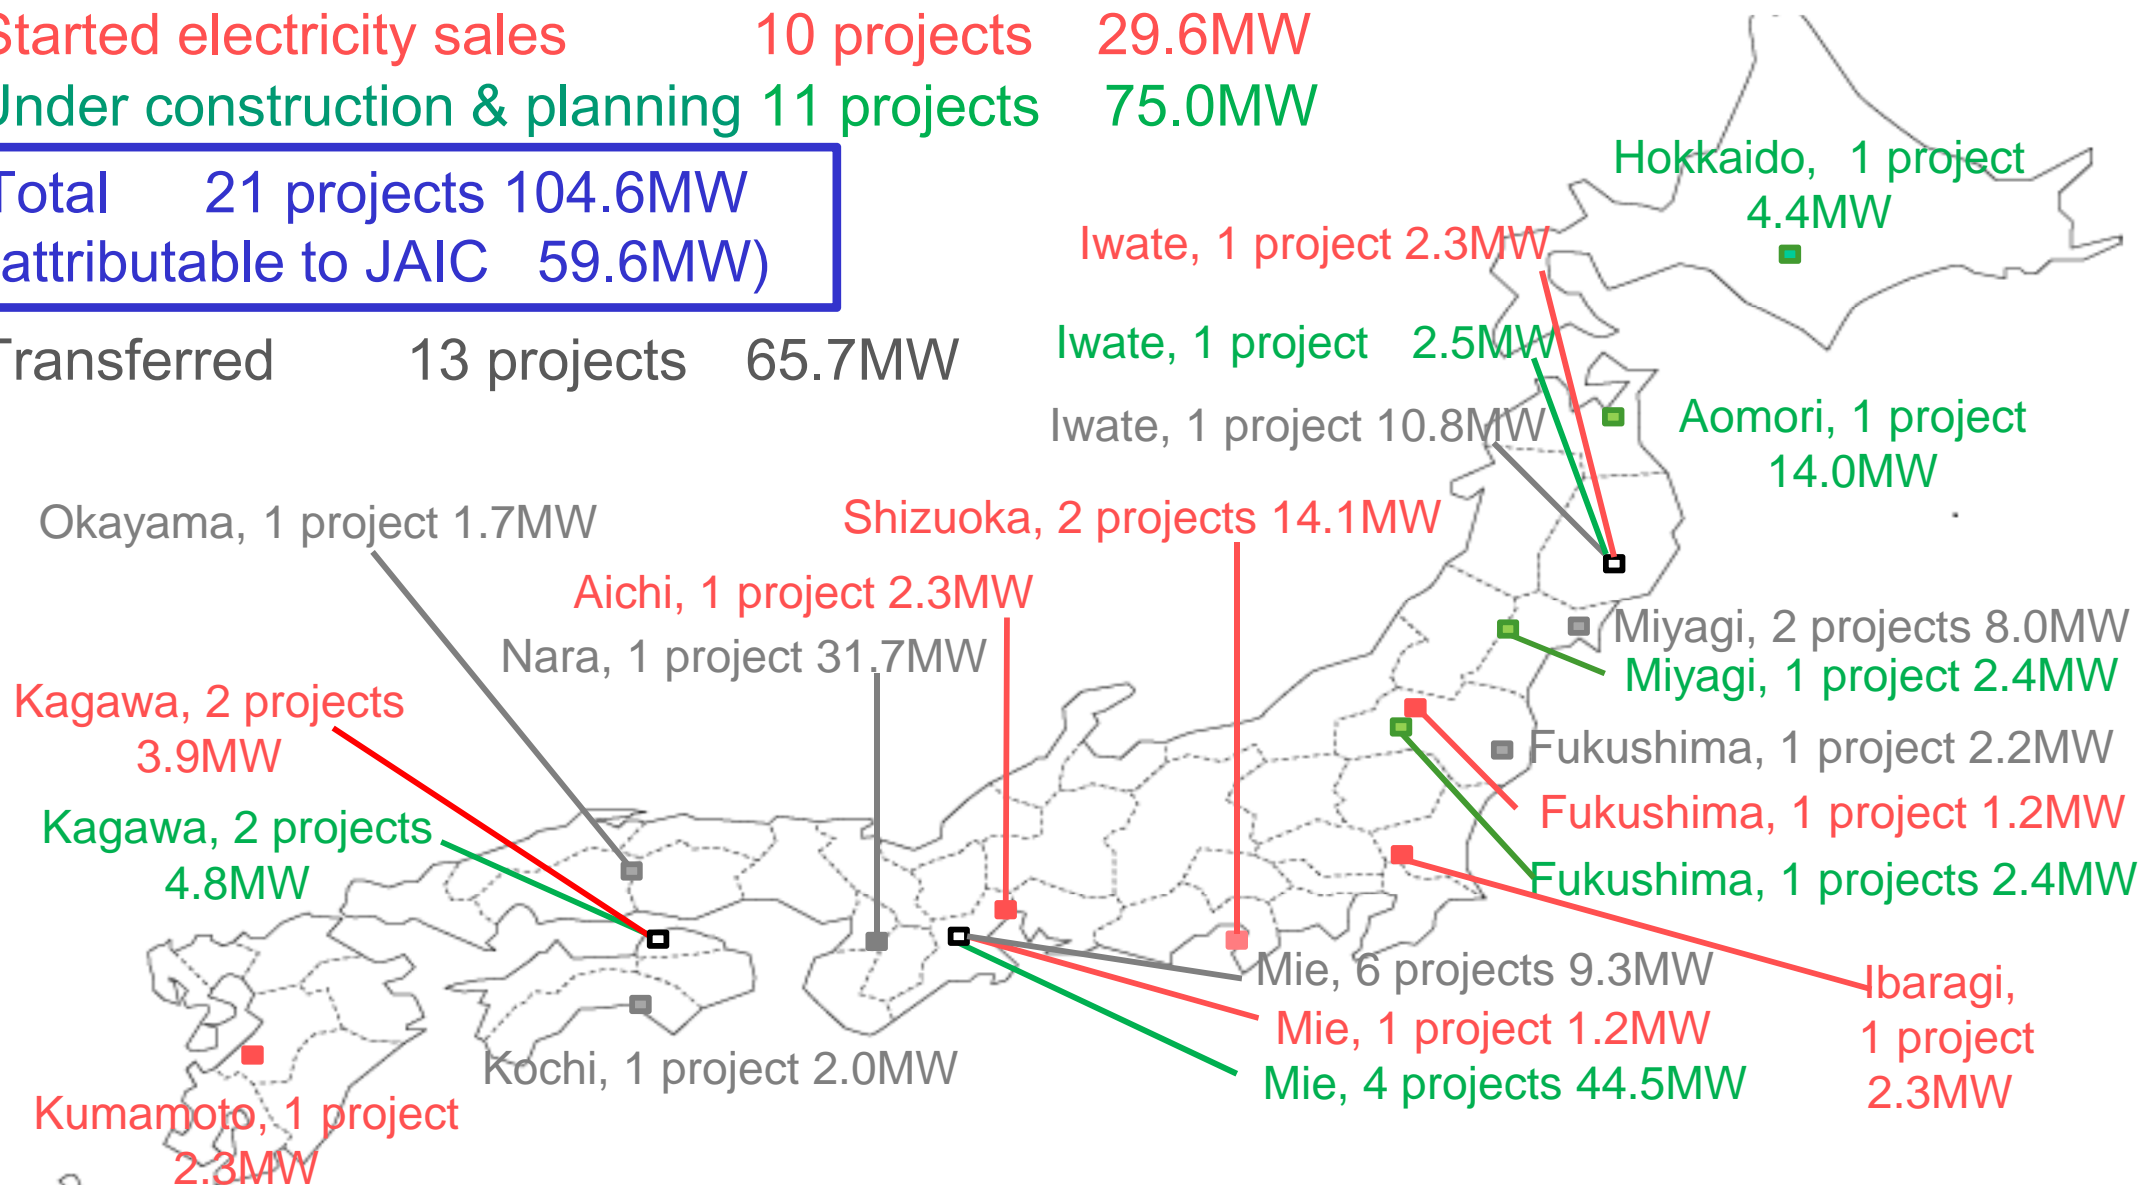 Started electricity sales 10 projects 29.6MW
Under construction & planning 11 projects 75.0MW
Total 21 projects 104.6MW
attributable to JAIC 59.6MW)
Transferred 13 projects 65.7MW
Hokkaido, 1 project
4.4MW
Iwate, 1 project 2.3MW
Iwate, 1 project 2.5MW
Iwate, 1 project 10.8MW
Aomori, 1 project
14.0MW
Okayama, 1 project 1.7MW
Shizuoka, 2 projects 14.1MW
Aichi, 1 project 2.3MW
Nara, 1 project 31.7MW
Miyagi, 2 projects 8.0MW
Miyagi, 1 project 2.4MW
Kagawa, 2 projects
3.9MW
Fukushima, 1 project 2.2MW
Fukushima, 1 project 1.2MW
Kagawa, 2 projects
4.8MW
Fukushima, 1 projects 2.4MW
Mie, 6 projects 9.3MW
Mie, 1 project 1.2MW
Mie, 4 projects 44.5MW
Ibaragi,
1 project
2.3MW
Kochi, 1 project 2.0MW
Kumamoto, 1 project
2.3MW